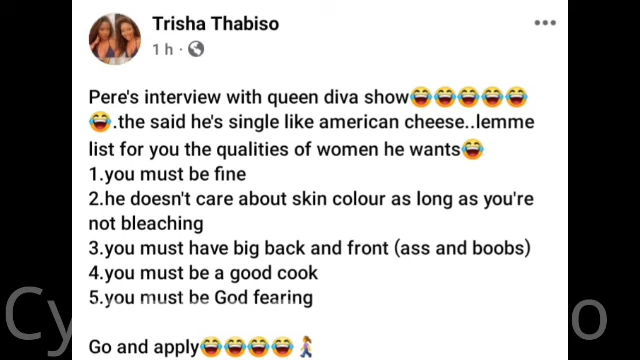 Trisha Thabiso
1 h ·
Pere's interview with queen diva show😂😂😂😂😂
😂.the said he's single like american cheese..lemme
list for you the qualities of women he wants😂
1.you must be fine
2.he doesn't care about skin colour as long as you're
not bleaching
3.you must have big back and front (ass and boobs)
4.you must be a good cook
5.you must be God fearing
Go and apply😂😂😂😂🚶‍♀️